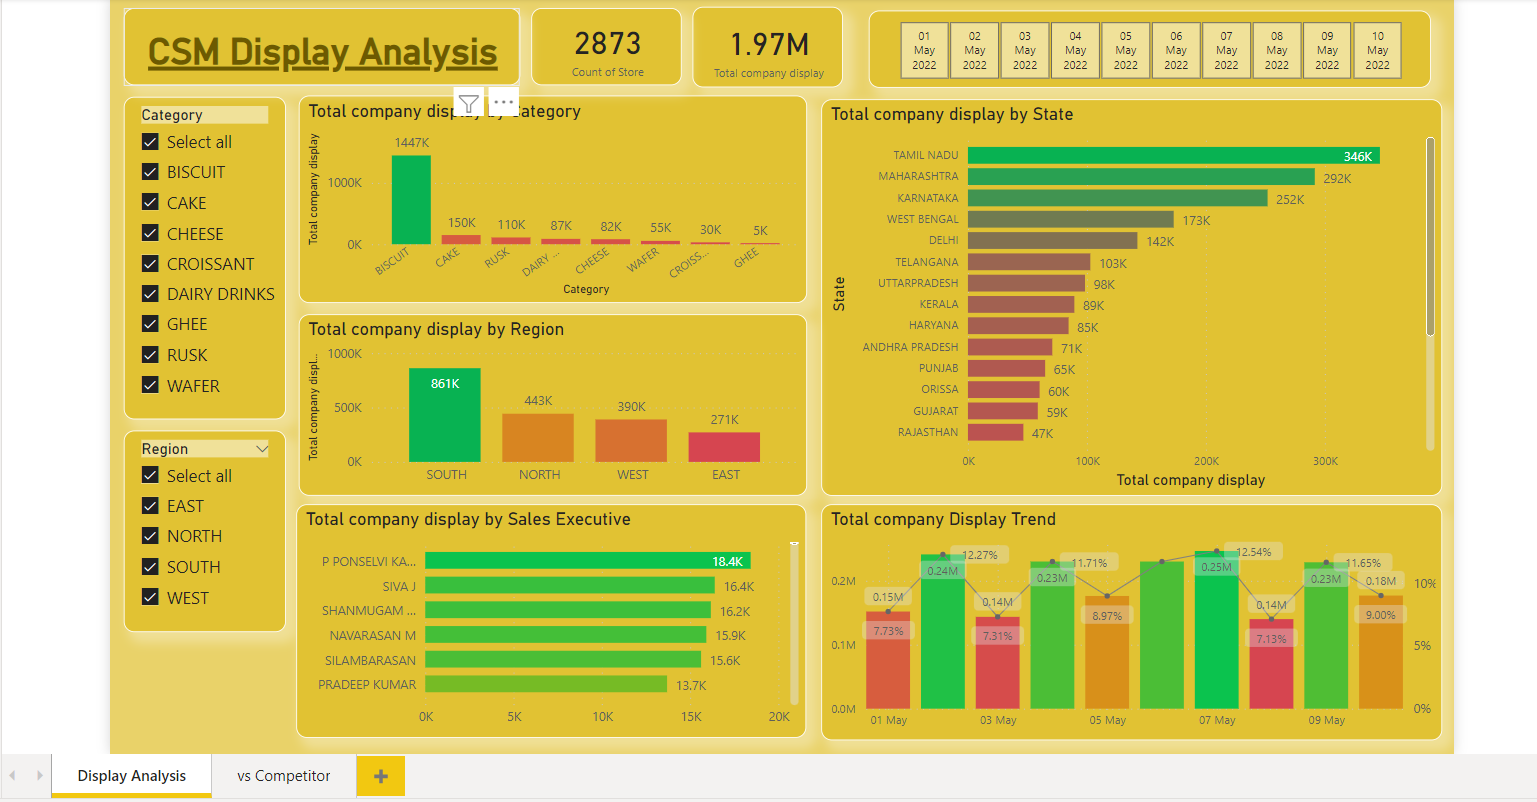 CSM Display Analysis
2873
Count of Store
1.97M
Total company display
01 May 2022
02 May 2022
03 May 2022
04 May 2022
05 May 2022
06 May 2022
07 May 2022
08 May 2022
09 May 2022
10 May 2022
Category
Select all
BISCUIT
CAKE
CHEESE
CROISSANT
DAIRY DRINKS
GHEE
RUSK
WAFER
Region
Select all
EAST
NORTH
SOUTH
WEST
Total company display by Category
Total company display
1000K
0K
1447K
150K
110K
87K
82K
55K
30K
5K
BISCUIT
CAKE
RUSK
DAIRY ...
CHEESE
WAFER
CROISS...
GHEE
Category
Total company display by Region
Total company displ...
1000K
500K
0K
861K
443K
390K
271K
SOUTH
NORTH
WEST
EAST
Total company display by Sales Executive
P PONSELVI KA... 18.4K
SIVA J 16.4K
SHANMUGAM ... 16.2K
NAVARASAN M 15.9K
SILAMBARASAN 15.6K
PRADEEP KUMAR 13.7K
0K 5K 10K 15K 20K
Total company display by State
State
TAMIL NADU 346K
MAHARASHTRA 292K
KARNATAKA 252K
WEST BENGAL 173K
DELHI 142K
TELANGANA 103K
UTTARPRADESH 98K
KERALA 89K
HARYANA 85K
ANDHRA PRADESH 71K
PUNJAB 65K
ORISSA 60K
GUJARAT 59K
RAJASTHAN 47K
0K 100K 200K 300K
Total company display
Total company Display Trend
0.2M
0.1M
0.0M
0.15M
7.73%
12.27%
0.24M
0.14M
7.31%
11.71%
0.23M
8.97%
12.54%
0.25M
0.14M
7.13%
11.65%
0.23M
0.18M
9.00%
10%
5%
0%
01 May 03 May 05 May 07 May 09 May
Display Analysis
vs Competitor